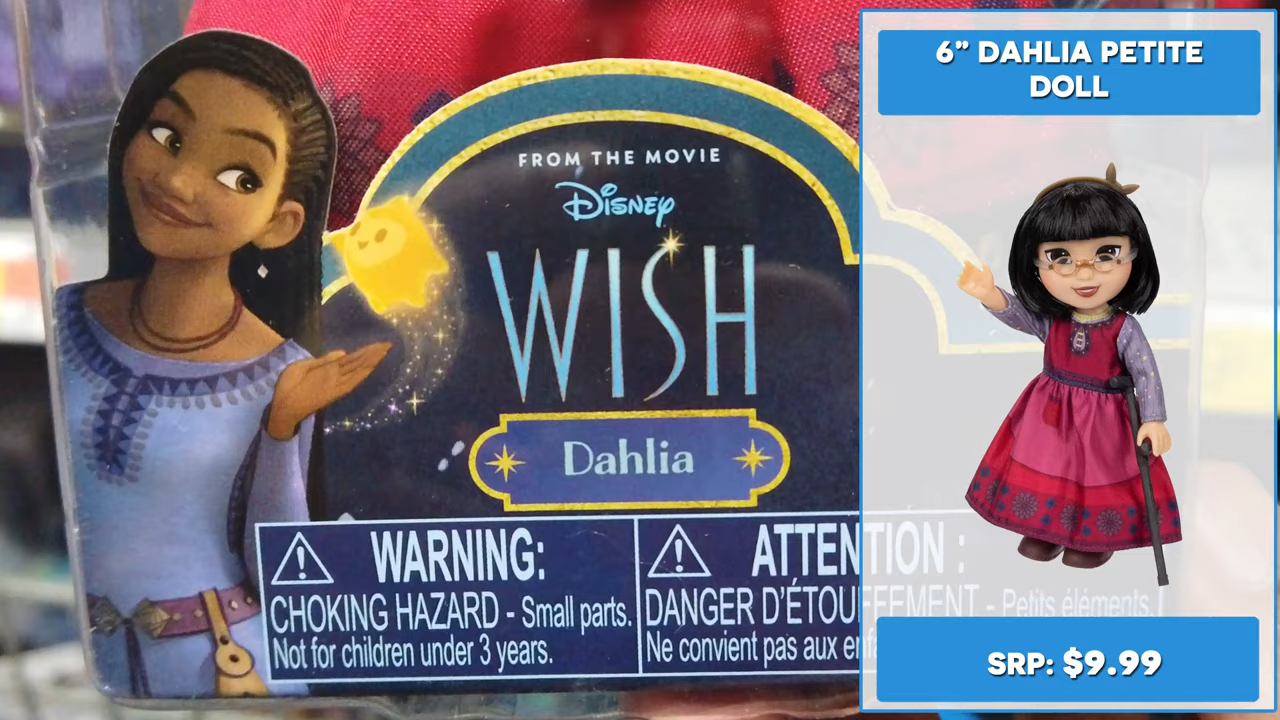 FROM THE MOVIE
Disney
WISH
Dahlia
WARNING:
CHOKING HAZARD - Small parts.
Not for children under 3 years.
ATTENTION :
DANGER D'ÉTOUFFEMENT - Petits éléments.
Ne convient pas aux
6” DAHLIA PETITE
DOLL
SRP: $9.99